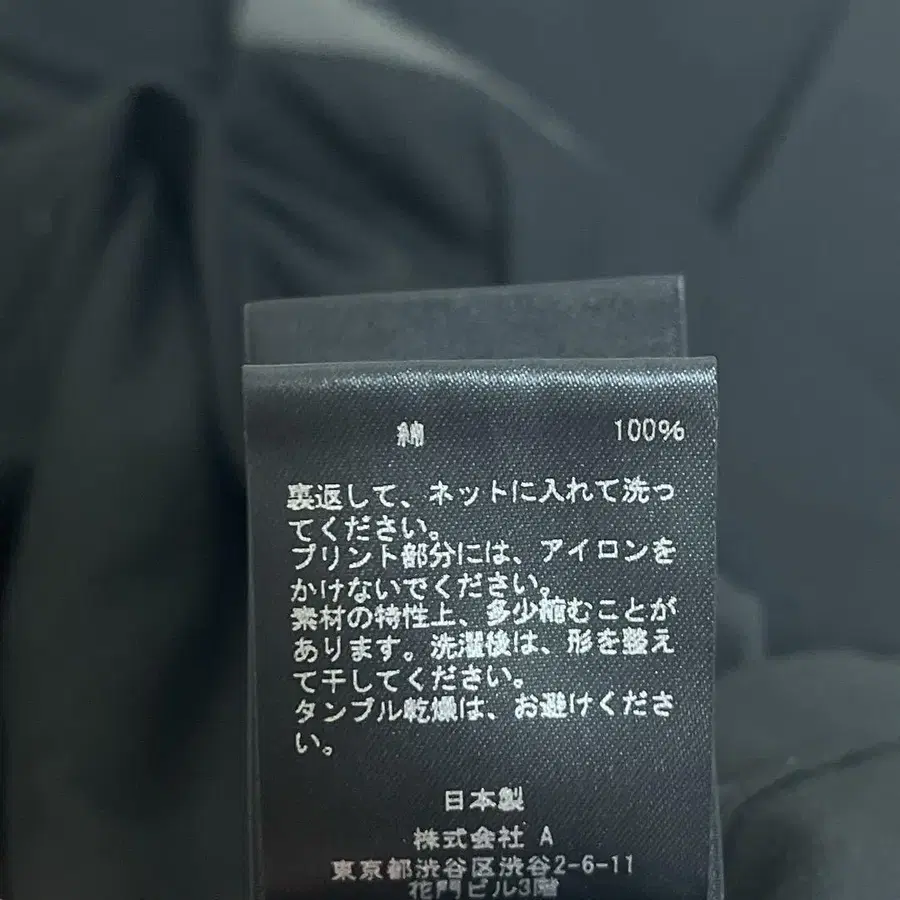 綿 100%
裏返して、ネットに入れて洗っ
てください。
プリント部分には、アイロンを
かけないでください。
素材の特性上、多少縮むことが
あります。洗濯後は、形を整え
て干してください。
タンブル乾燥は、お避けくださ
い。
日本製
株式会社 A
東京都渋谷区渋谷2-6-11
花門ビル3階